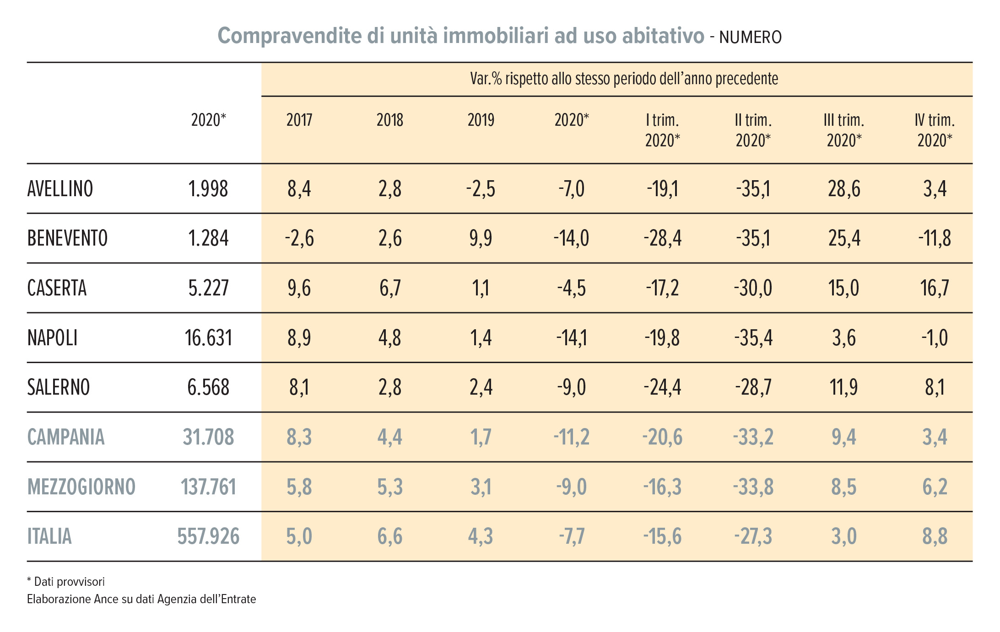 Compravendite di unità immobiliari ad uso abitativo - NUMERO
Var.% rispetto allo stesso periodo dell’anno precedente
2020* 2017 2018 2019 2020* I trim. 2020* II trim. 2020* III trim. 2020* IV trim. 2020*
AVELLINO 1.998 8,4 2,8 -2,5 -7,0 -19,1 -35,1 28,6 3,4
BENEVENTO 1.284 -2,6 2,6 9,9 -14,0 -28,4 -35,1 25,4 -11,8
CASERTA 5.227 9,6 6,7 1,1 -4,5 -17,2 -30,0 15,0 16,7
NAPOLI 16.631 8,9 4,8 1,4 -14,1 -19,8 -35,4 3,6 -1,0
SALERNO 6.568 8,1 2,8 2,4 -9,0 -24,4 -28,7 11,9 8,1
CAMPANIA 31.708 8,3 4,4 1,7 -11,2 -20,6 -33,2 9,4 3,4
MEZZOGIORNO 137.761 5,8 5,3 3,1 -9,0 -16,3 -33,8 8,5 6,2
ITALIA 557.926 5,0 6,6 4,3 -7,7 -15,6 -27,3 3,0 8,8
* Dati provvisori
Elaborazione Ance su dati Agenzia dell’Entrate